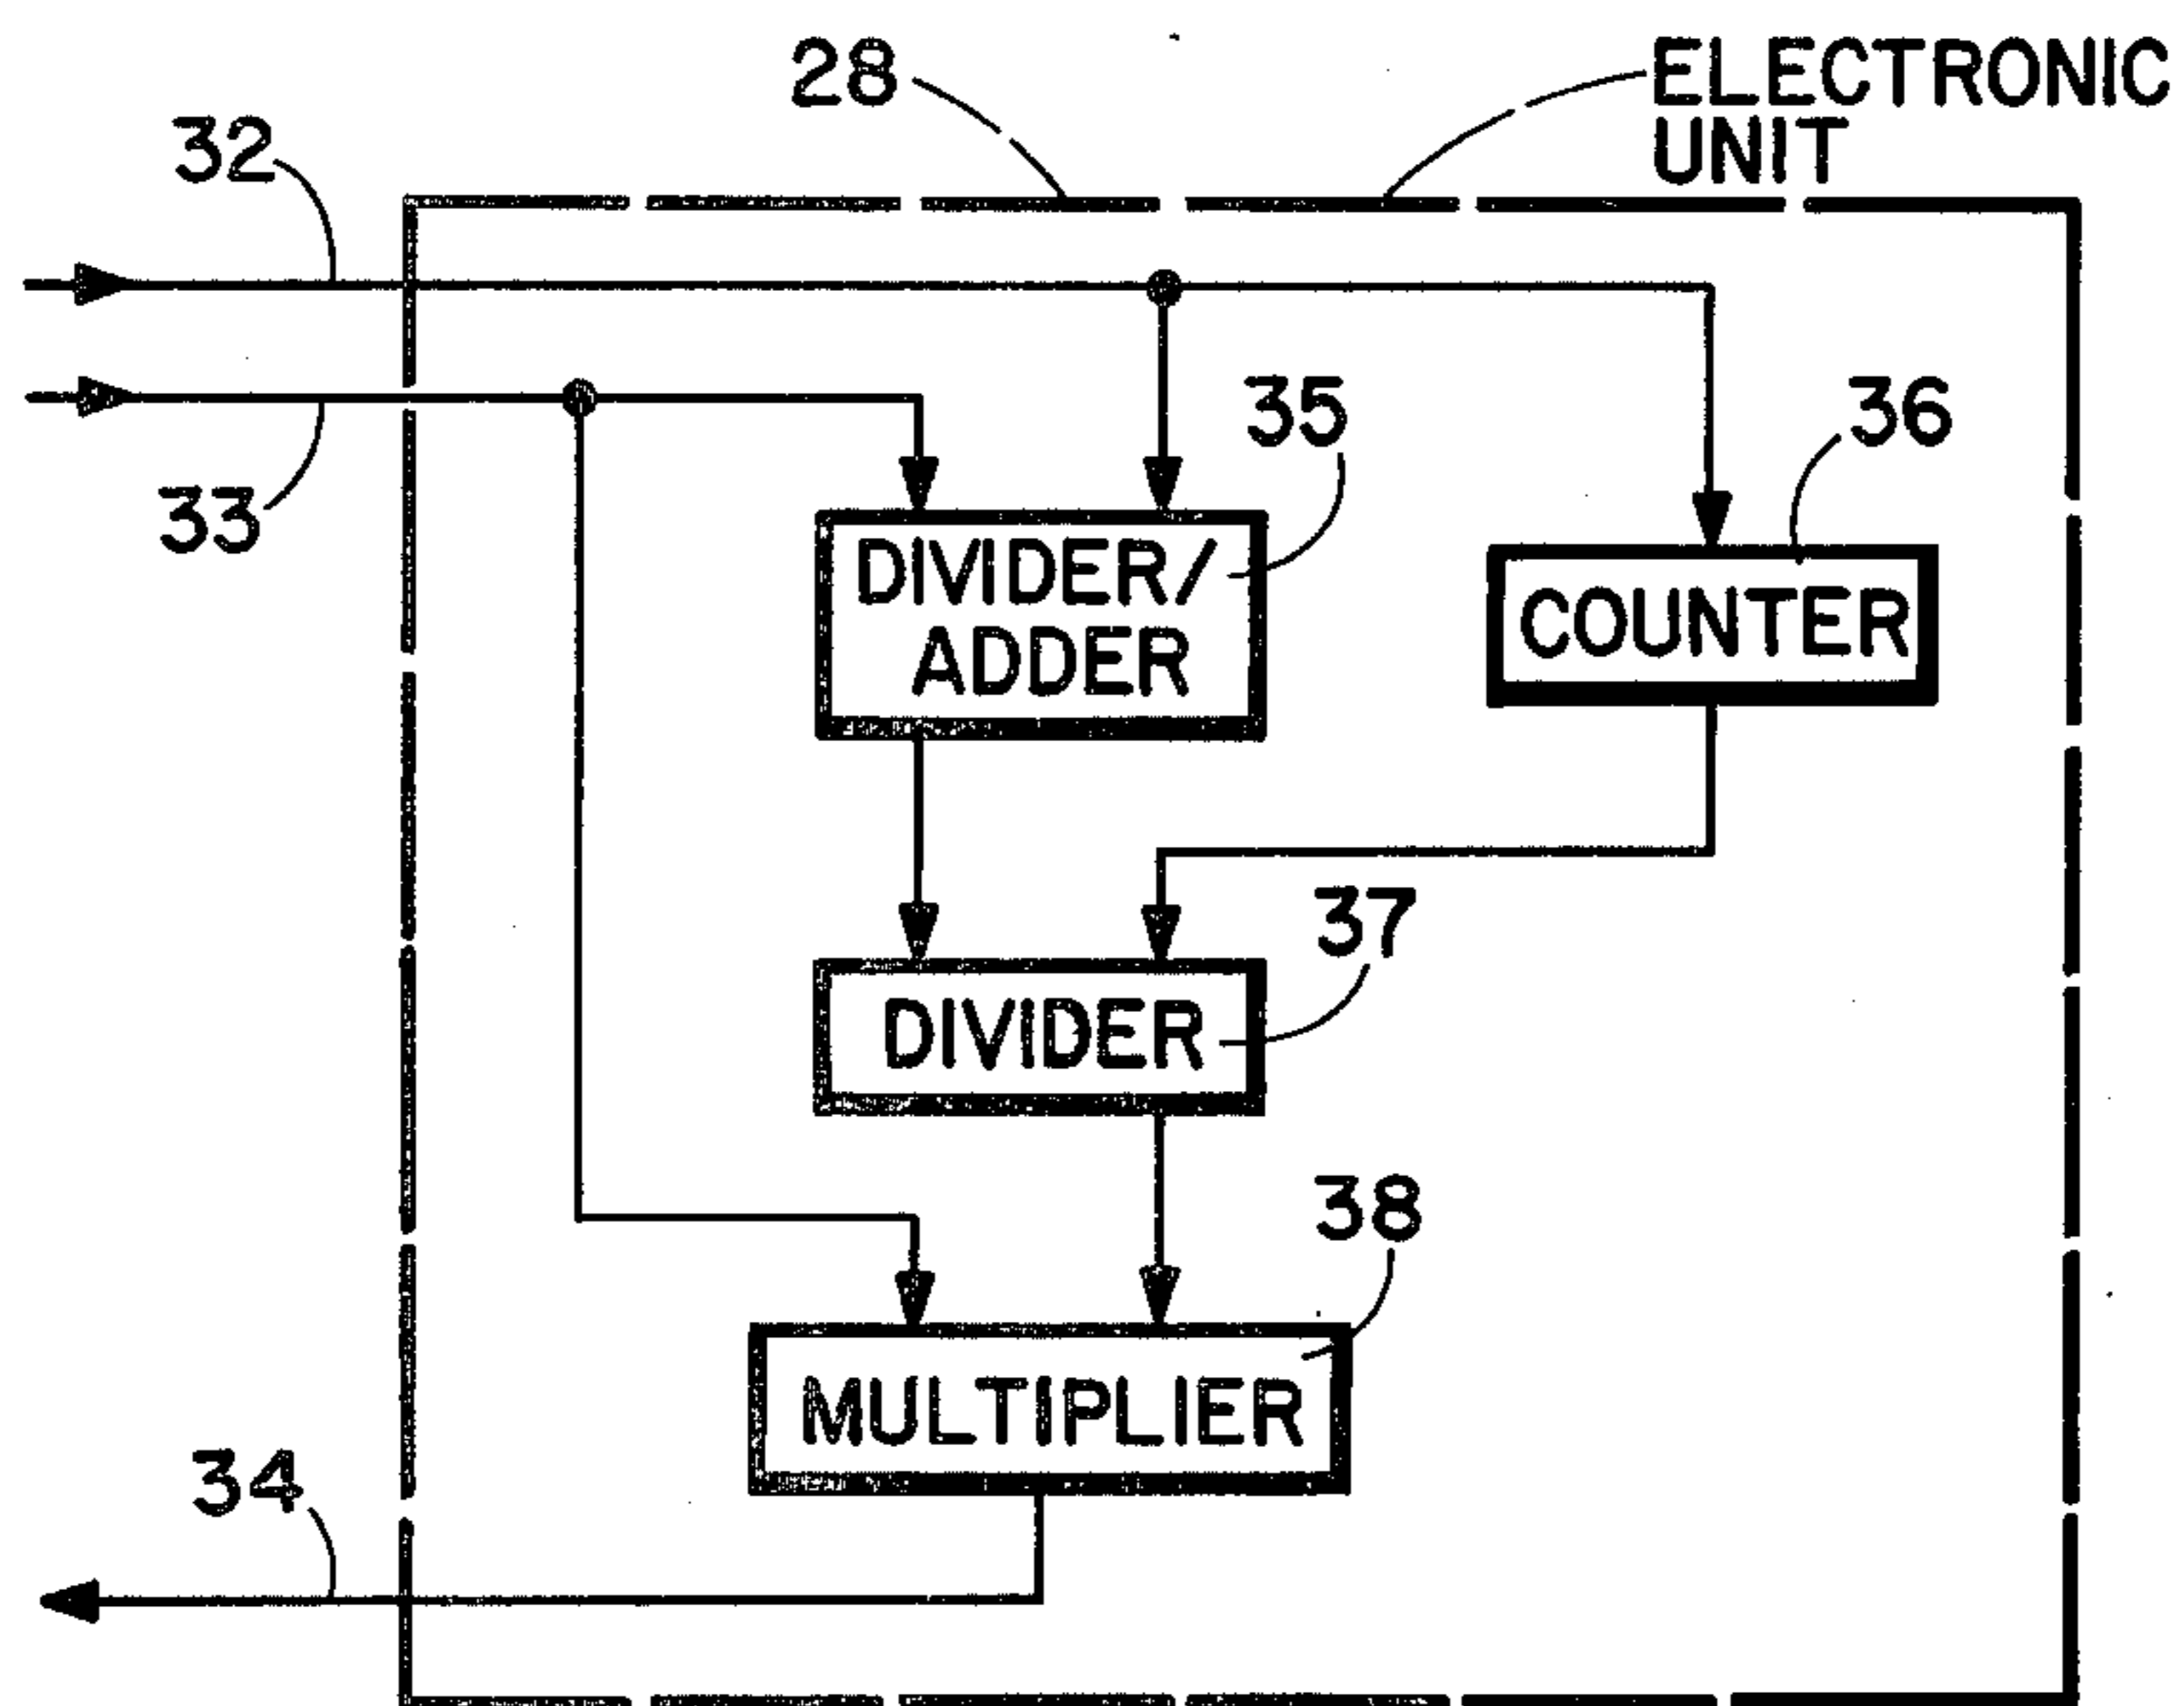 28
ELECTRONIC
UNIT
32
33
35
36
DIVIDER/
ADDER
COUNTER
37
DIVIDER
38
MULTIPLIER
34